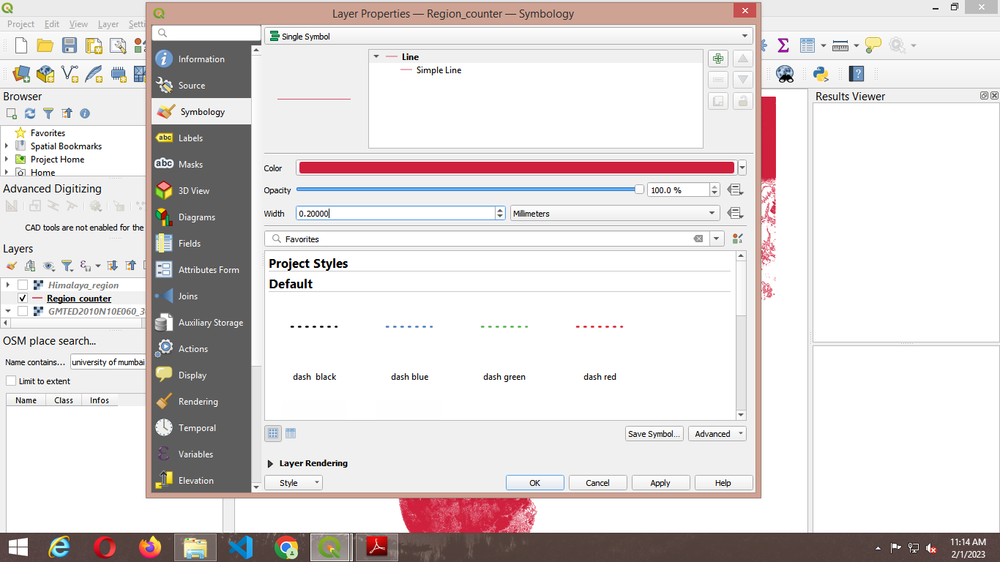 Layer Properties — Region_counter — Symbology
Project Edit View Layer
Single Symbol
Line
Simple Line
Information
Source
Symbology
Labels
Masks
3D View
Diagrams
Fields
Attributes Form
Joins
Auxiliary Storage
Actions
Display
Rendering
Temporal
Variables
Elevation
Color
Opacity 100.0 %
Width 0.20000 Millimeters
Favorites
Project Styles
Default
dash black
dash blue
dash green
dash red
Save Symbol...
Advanced
Layer Rendering
Style
OK
Cancel
Apply
Help
Browser
Favorites
Spatial Bookmarks
Project Home
Home
Advanced Digitizing
CAD tools are not enabled for the
Layers
Himalaya_region
Region_counter
OSM place search...
Name contains... university of mumbai
Limit to extent
Name Class Infos
Results Viewer
11:14 AM
2/1/2023